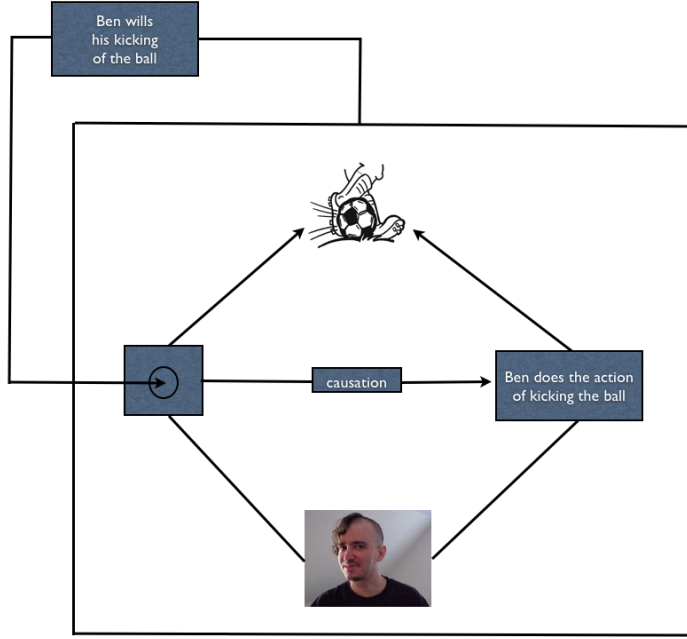 Ben wills
his kicking
of the ball
causation
Ben does the action
of kicking the ball